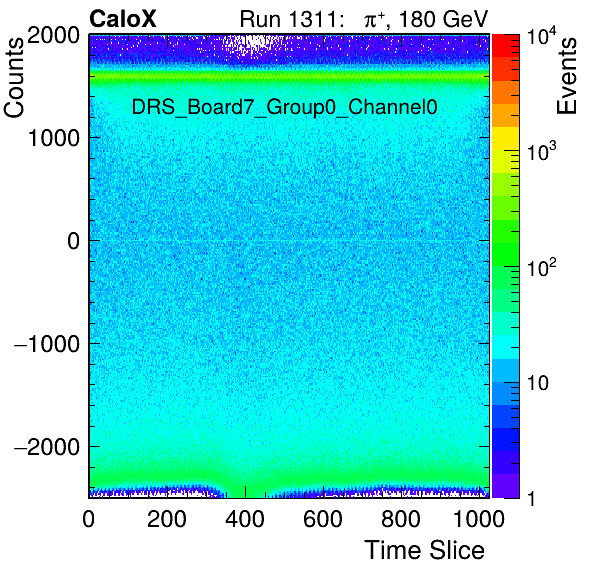 CaloX Run 1311: π⁺, 180 GeV
Counts
Events
DRS_Board7_Group0_Channel0
2000
1000
0
−1000
−2000
0 200 400 600 800 1000
Time Slice
10⁴
10³
10²
10
1